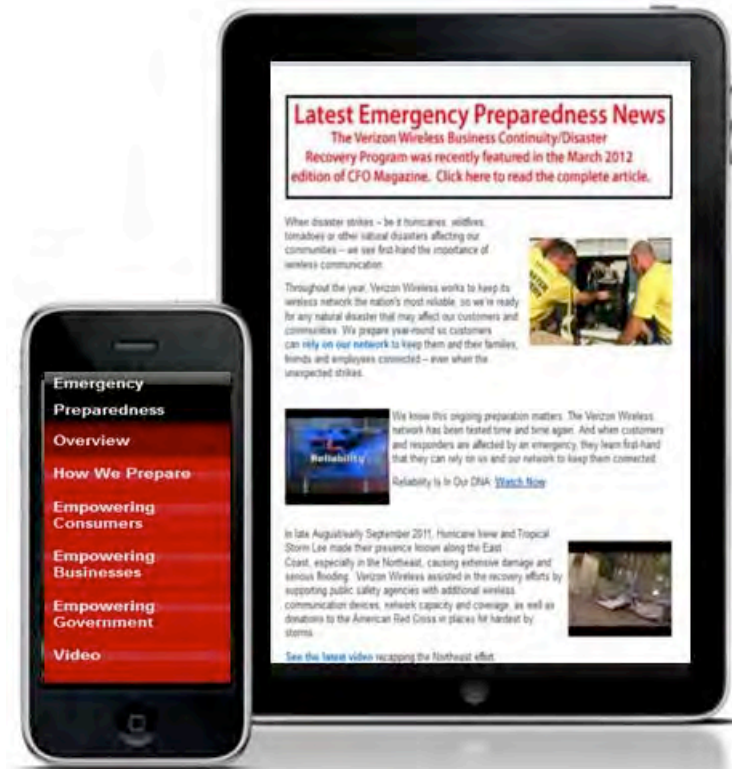 Latest Emergency Preparedness News
The Verizon Wireless Business Continuity/Disaster
Recovery Program was recently featured in the March 2012
edition of CFO Magazine. Click here to read the complete article.
When disaster strikes – be it hurricanes, wildfires,
tornadoes or other natural disasters affecting our
communities – we see first-hand the importance of
wireless communication.
Throughout the year, Verizon Wireless works to keep its
wireless network the nation's most reliable, so we're ready
for any natural disaster that may affect our customers and
communities. We prepare year-round so customers
can rely on our network to keep them and their families,
friends and employees connected – even when the
unexpected strikes.
Reliability
We know this ongoing preparation matters. The Verizon Wireless
network has been tested time and time again. And when customers
and responders are affected by an emergency, they learn first-hand
that they can rely on us and our network to keep them connected.
Reliability Is In Our DNA: Watch Now
In late August/early September 2011, Hurricane Irene and Tropical
Storm Lee made their presence known along the East
Coast, especially in the Northeast, causing extensive damage and
serious flooding. Verizon Wireless assisted in the recovery efforts by
supporting public safety agencies with additional wireless
communication devices, network capacity and coverage, as well as
donations to the American Red Cross in places hit hardest by
storms.
See the latest video recapping the Northeast effort.
Emergency
Preparedness
Overview
How We Prepare
Empowering
Consumers
Empowering
Businesses
Empowering
Government
Video